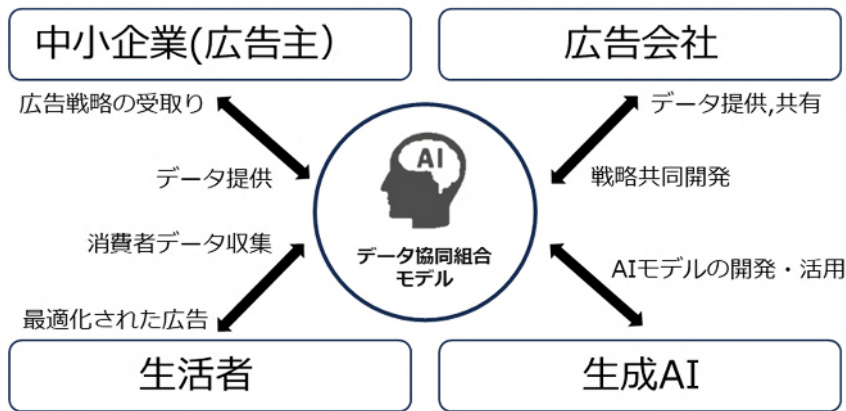 中小企業(広告主）
広告会社
広告戦略の受取り
データ提供,共有
AI
データ提供
戦略共同開発
消費者データ収集
データ協同組合
モデル
AIモデルの開発・活用
最適化された広告
生活者
生成AI